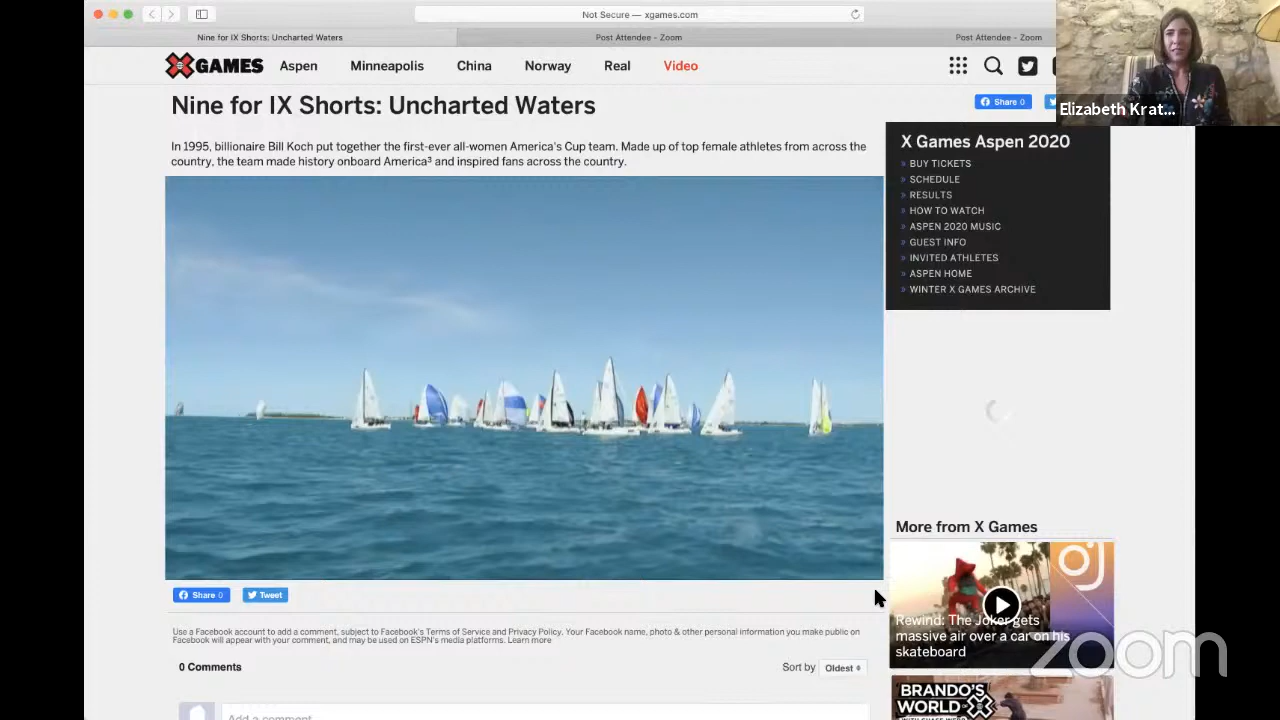 Not Secure — xgames.com
Nine for IX Shorts: Uncharted Waters
Post Attendee - Zoom
Post Attendee - Zoom
X GAMES
Aspen
Minneapolis
China
Norway
Real
Video
Elizabeth Krat...
Nine for IX Shorts: Uncharted Waters
Share 0
In 1995, billionaire Bill Koch put together the first-ever all-women America's Cup team. Made up of top female athletes from across the
country, the team made history onboard America³ and inspired fans across the country.
X Games Aspen 2020
» BUY TICKETS
» SCHEDULE
» RESULTS
» HOW TO WATCH
» ASPEN 2020 MUSIC
» GUEST INFO
» INVITED ATHLETES
» ASPEN HOME
» WINTER X GAMES ARCHIVE
More from X Games
Rewind: The Joker gets
massive air over a car on his
skateboard
zoom
BRANDO'S
WORLD OF X
Share 0
Tweet
Use a Facebook account to add a comment, subject to Facebook's Terms of Service and Privacy Policy. Your Facebook name, photo & other personal information you make public on
Facebook will appear with your comment, and may be used on ESPN's media platforms. Learn more
0 Comments
Sort by
Oldest
Add a comment